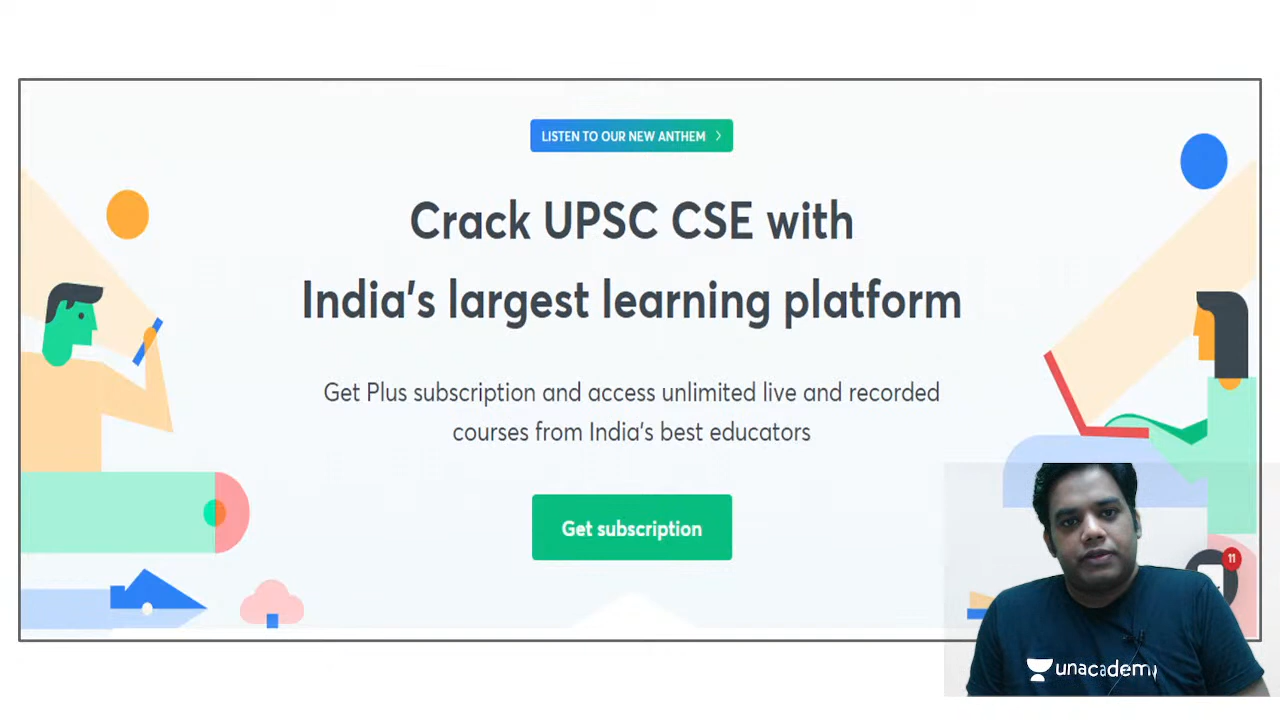 LISTEN TO OUR NEW ANTHEM >
Crack UPSC CSE with
India's largest learning platform
Get Plus subscription and access unlimited live and recorded
courses from India's best educators
Get subscription
11
unacademy